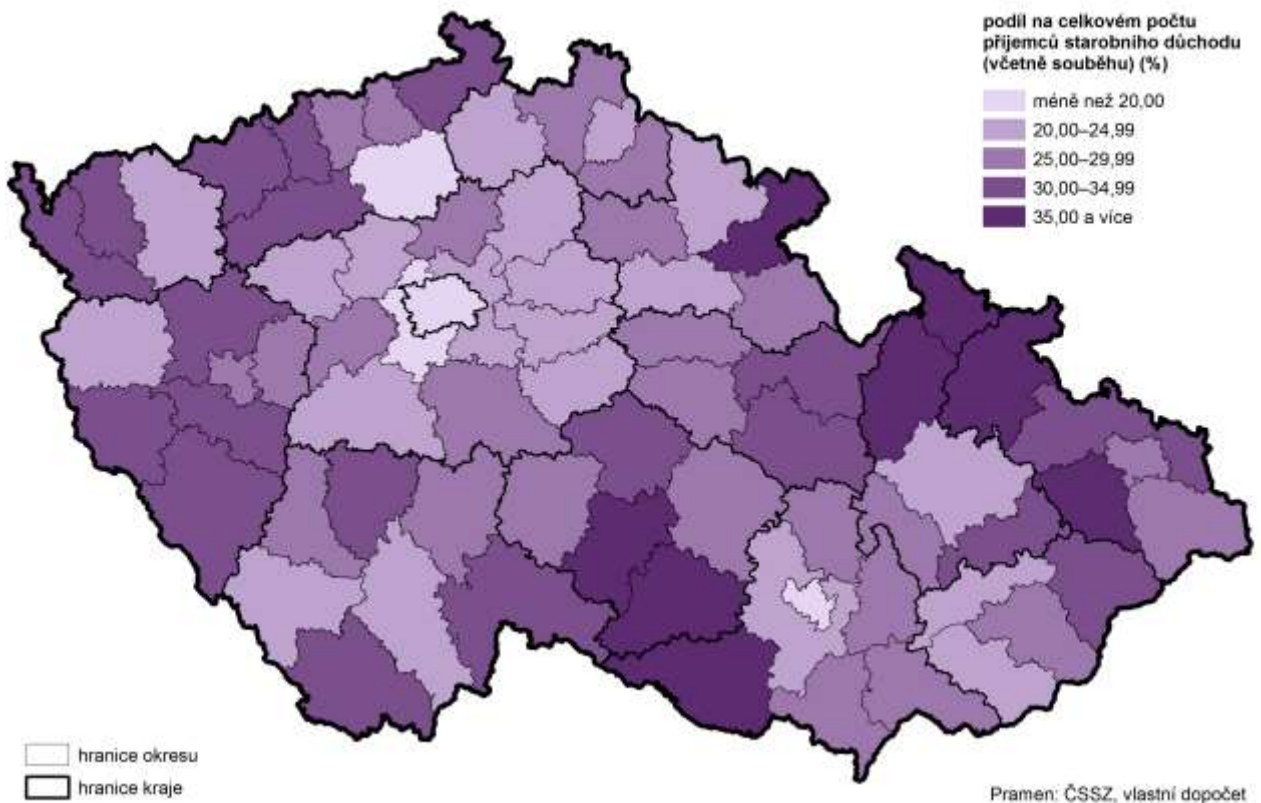 podíl na celkovém počtu
příjemců starobního důchodu
(včetně souběhu) (%)
méně než 20,00
20,00–24,99
25,00–29,99
30,00–34,99
35,00 a více
hranice okresu
hranice kraje
Pramen: ČSSZ, vlastní dopočet